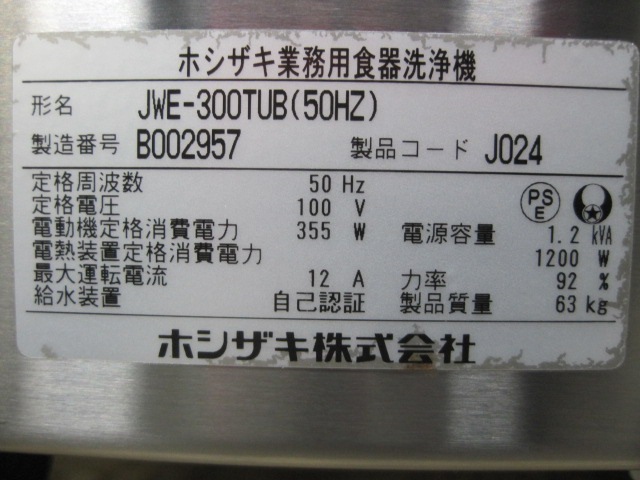 ホシザキ業務用食器洗浄機
形名 JWE-300TUB(50HZ)
製造番号 B002957 製品コード J024
定格周波数 50 Hz
PS E
定格電圧 100 V
電動機定格消費電力 355 W 電源容量 1.2 kVA
電熱装置定格消費電力 1200 W
最大運転電流 12 A 力率 92 %
給水装置 自己認証 製品質量 63 kg
ホシザキ株式会社